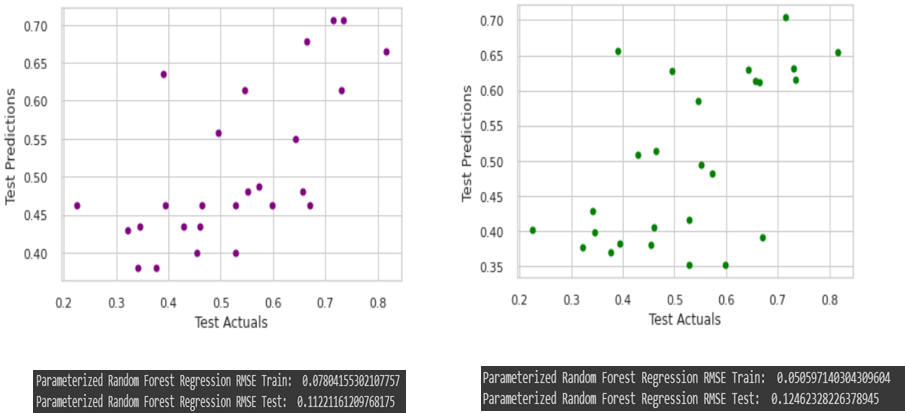 0.70
0.65
0.60
0.55
0.50
0.45
0.40
Test Predictions
0.2 0.3 0.4 0.5 0.6 0.7 0.8
Test Actuals
Parameterized Random Forest Regression RMSE Train: 0.07804155302107757
Parameterized Random Forest Regression RMSE Test: 0.11221161209768175
0.70
0.65
0.60
0.55
0.50
0.45
0.40
0.35
Test Predictions
0.2 0.3 0.4 0.5 0.6 0.7 0.8
Test Actuals
Parameterized Random Forest Regression RMSE Train: 0.050597140304309604
Parameterized Random Forest Regression RMSE Test: 0.12462328226378945